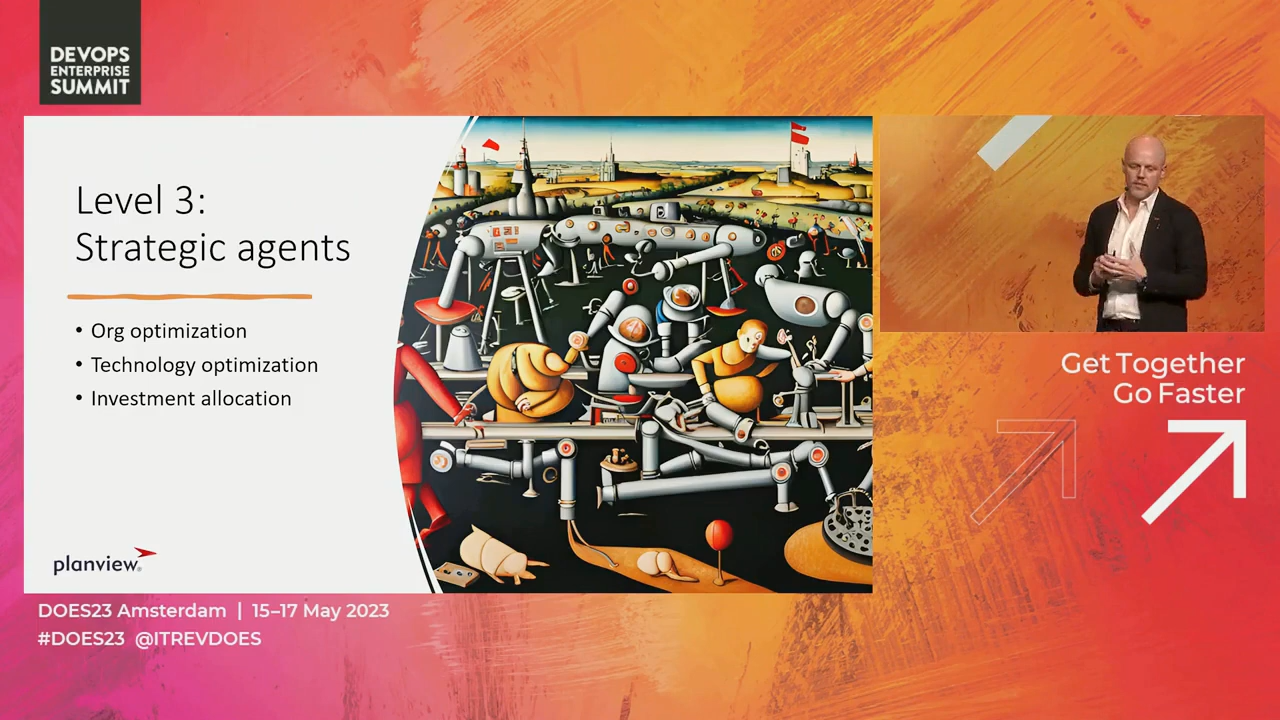 DEVOPS
ENTERPRISE
SUMMIT
Level 3:
Strategic agents
• Org optimization
• Technology optimization
• Investment allocation
planview®
Get Together
Go Faster
DOES23 Amsterdam | 15–17 May 2023
#DOES23 @ITREVDOES